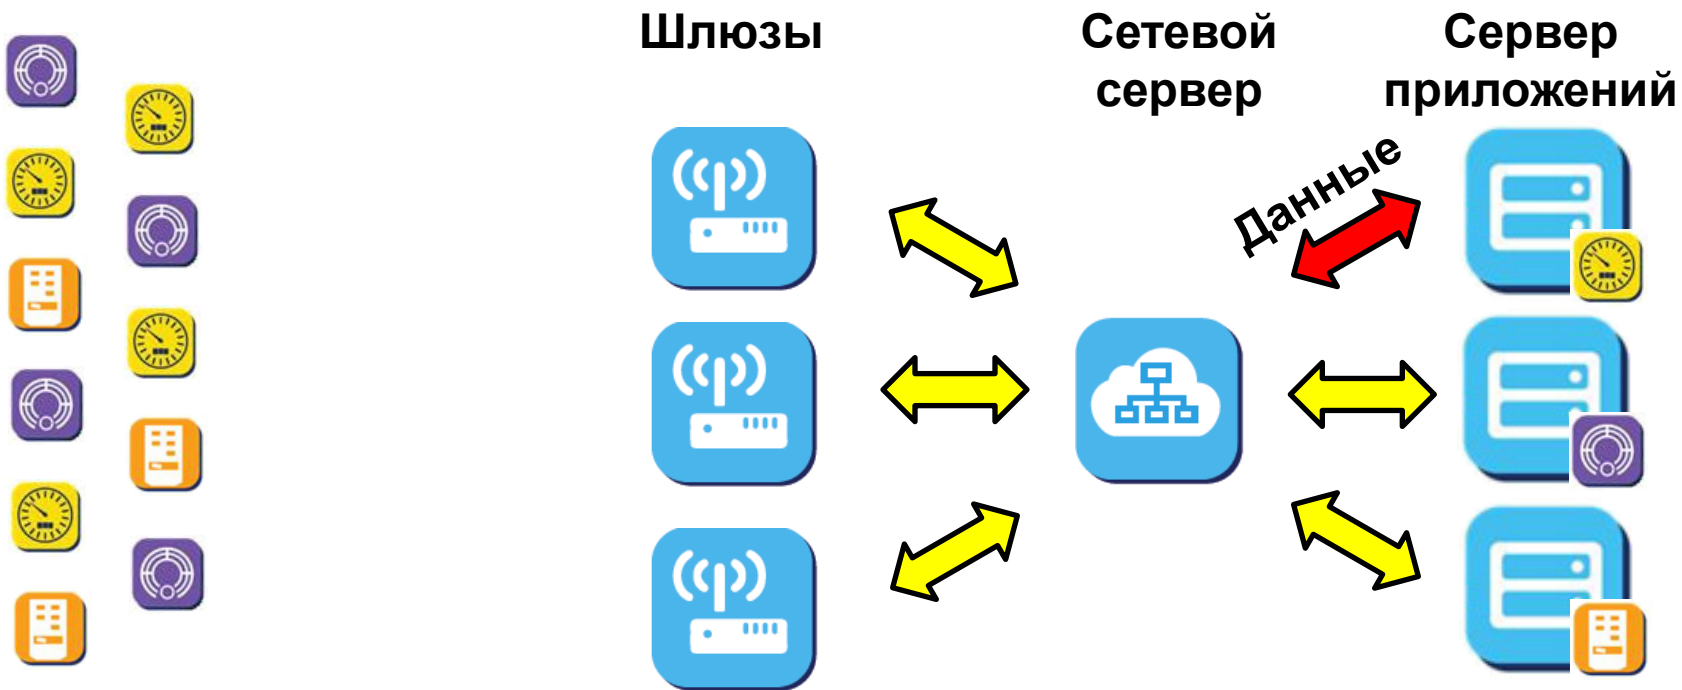 Шлюзы
Сетевой
сервер
Сервер
приложений
Данные